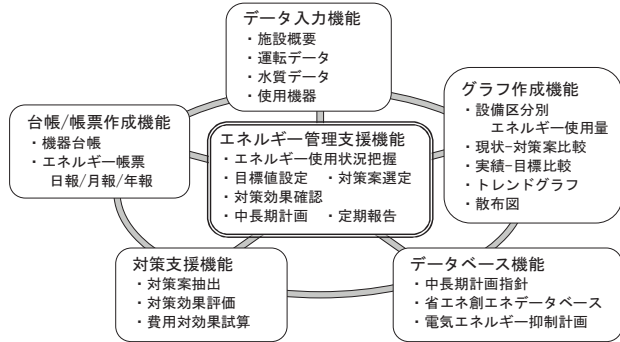 データ入力機能
・施設概要
・運転データ
・水質データ
・使用機器
台帳/帳票作成機能
・機器台帳
・エネルギー帳票
日報/月報/年報
エネルギー管理支援機能
・エネルギー使用状況把握
・目標値設定 ・対策案選定
・対策効果確認
・中長期計画 ・定期報告
グラフ作成機能
・設備区分別
エネルギー使用量
・現状-対策案比較
・実績-目標比較
・トレンドグラフ
・散布図
対策支援機能
・対策案抽出
・対策効果評価
・費用対効果試算
データベース機能
・中長期計画指針
・省エネ創エネデータベース
・電気エネルギー抑制計画